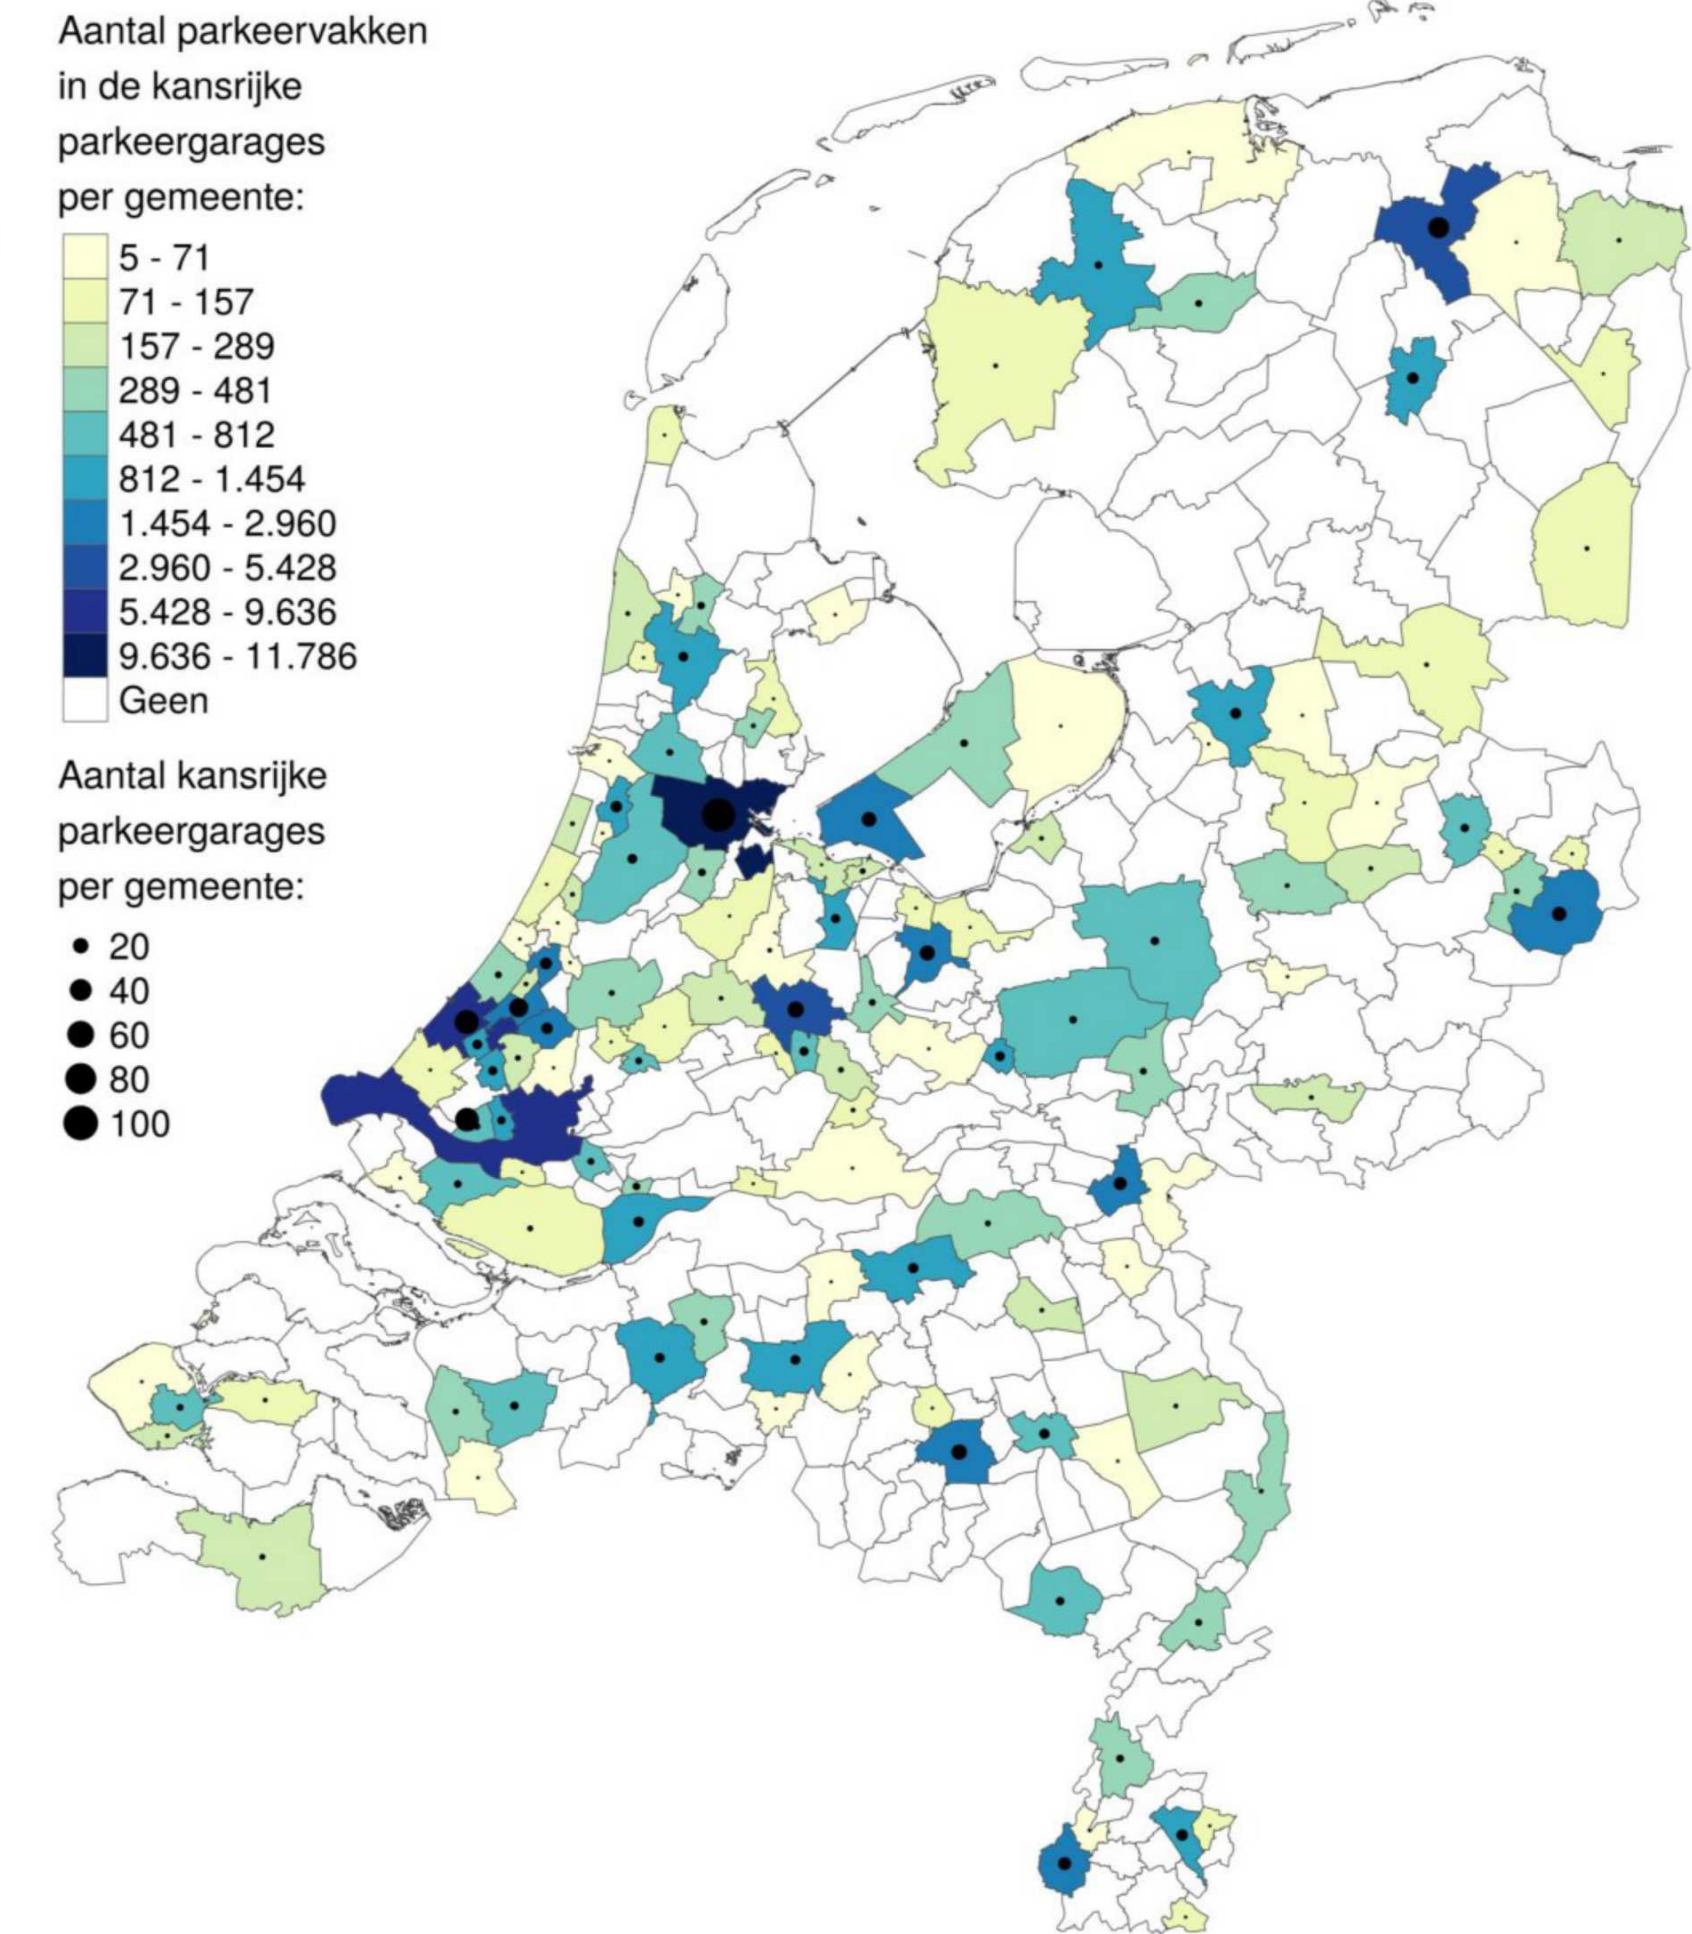 Aantal parkeervakken
in de kansrijke
parkeergarages
per gemeente:
5 - 71
71 - 157
157 - 289
289 - 481
481 - 812
812 - 1.454
1.454 - 2.960
2.960 - 5.428
5.428 - 9.636
9.636 - 11.786
Geen
Aantal kansrijke
parkeergarages
per gemeente:
20
40
60
80
100